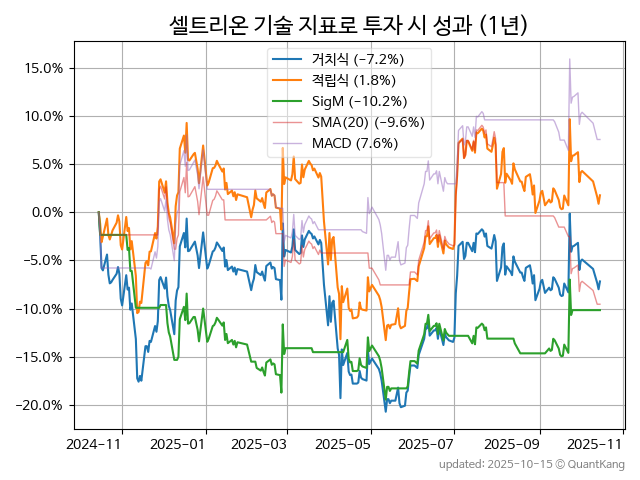 셀트리온 기술 지표로 투자 시 성과 (1년)
거치식 (−7.2%)
적립식 (1.8%)
SigM (−10.2%)
SMA(20) (−9.6%)
MACD (7.6%)
15.0%
10.0%
5.0%
0.0%
−5.0%
−10.0%
−15.0%
−20.0%
2024-11 2025-01 2025-03 2025-05 2025-07 2025-09 2025-11
updated: 2025-10-15 ⓒ QuantKang